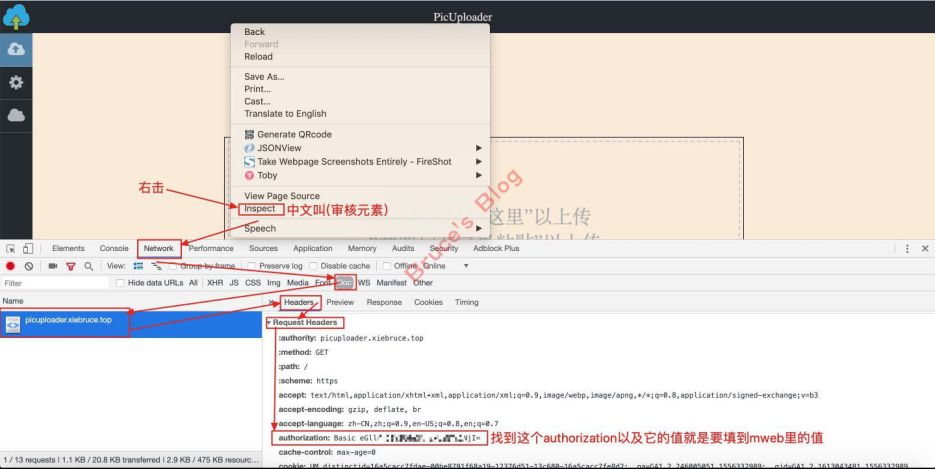 PicUploader
Back
Forward
Reload
Save As...
Print...
Cast...
Translate to English
Generate QRcode
JSONView
Take Webpage Screenshots Entirely - FireShot
Toby
View Page Source
Inspect
Speech
右击
中文叫(审核元素)
Bruce's Blog
这里”以上传
Elements Console Network Performance Sources Application Memory Audits Security Adblock Plus
View: Group by frame Preserve log Disable cache Offline Online
Filter Hide data URLs All XHR JS CSS Img Media Font Doc WS Manifest Other
Name
Headers Preview Response Cookies Timing
picuploader.xiebruce.top
Request Headers
:authority: picuploader.xiebruce.top
:method: GET
:path: /
:scheme: https
accept: text/html,application/xhtml+xml,application/xml;q=0.9,image/webp,image/apng,*/*;q=0.8,application/signed-exchange;v=b3
accept-encoding: gzip, deflate, br
accept-language: zh-CN,zh;q=0.9,en-US;q=0.8,en;q=0.7
authorization: Basic
找到这个authorization以及它的值就是要填到mweb里的值
cache-control: max-age=0
1 / 13 requests | 1.1 KB / 20.8 KB transferred | 2.9 KB / 475 KB resourc...
cookie: